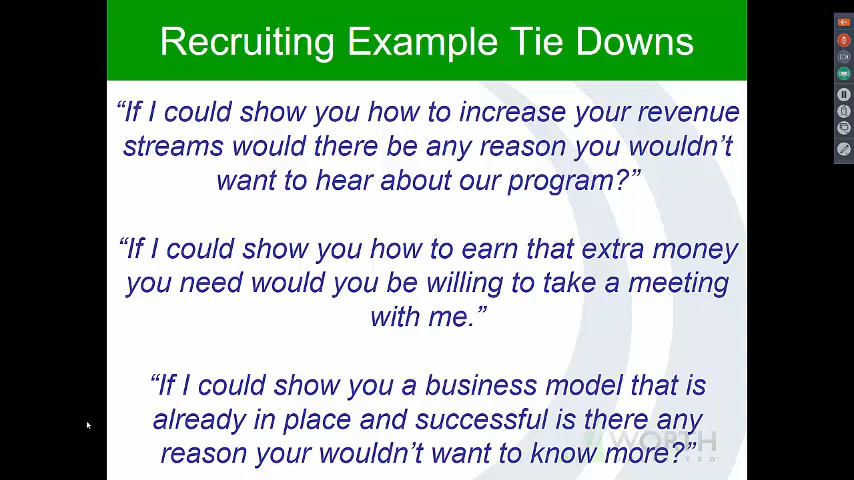 Recruiting Example Tie Downs
“If I could show you how to increase your revenue
streams would there be any reason you wouldn’t
want to hear about our program?”
“If I could show you how to earn that extra money
you need would you be willing to take a meeting
with me.”
“If I could show you a business model that is
already in place and successful is there any
reason your wouldn’t want to know more?”
WORTH